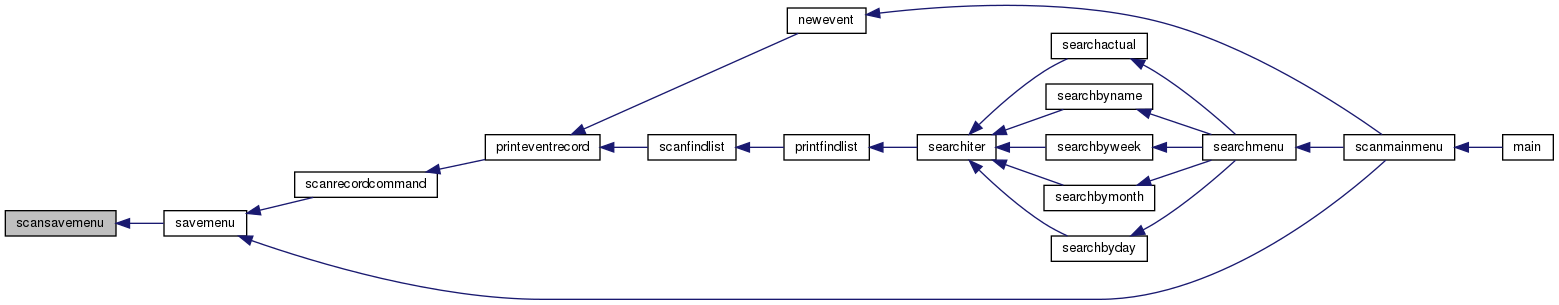 newevent
searchactual
searchbyname
printeventrecord
scanfindlist
printfindlist
searchiter
searchbyweek
searchmenu
scanmainmenu
main
scanrecordcommand
searchbymonth
scansavemenu
savemenu
searchbyday